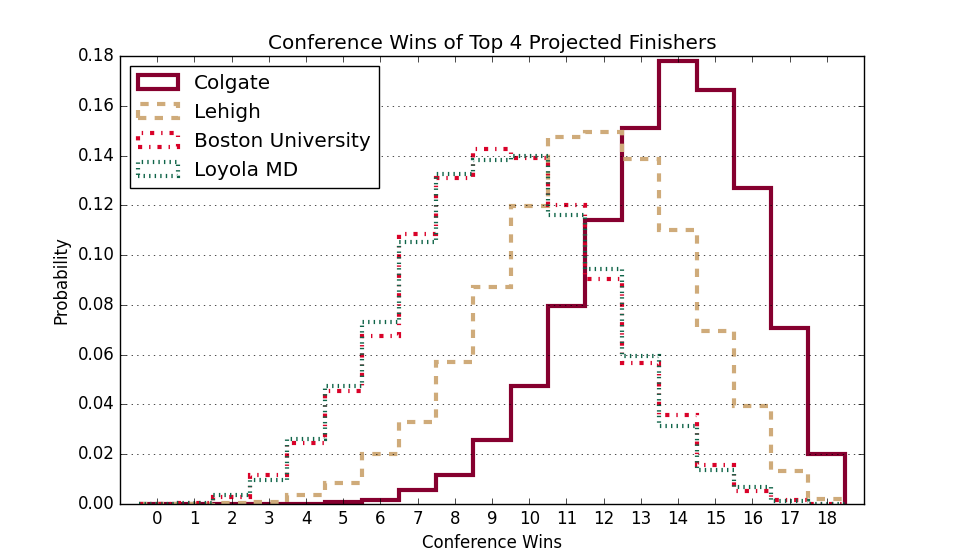 Conference Wins of Top 4 Projected Finishers
Colgate
Lehigh
Boston University
Loyola MD
Probability
0.18
0.16
0.14
0.12
0.10
0.08
0.06
0.04
0.02
0.00
0 1 2 3 4 5 6 7 8 9 10 11 12 13 14 15 16 17 18
Conference Wins